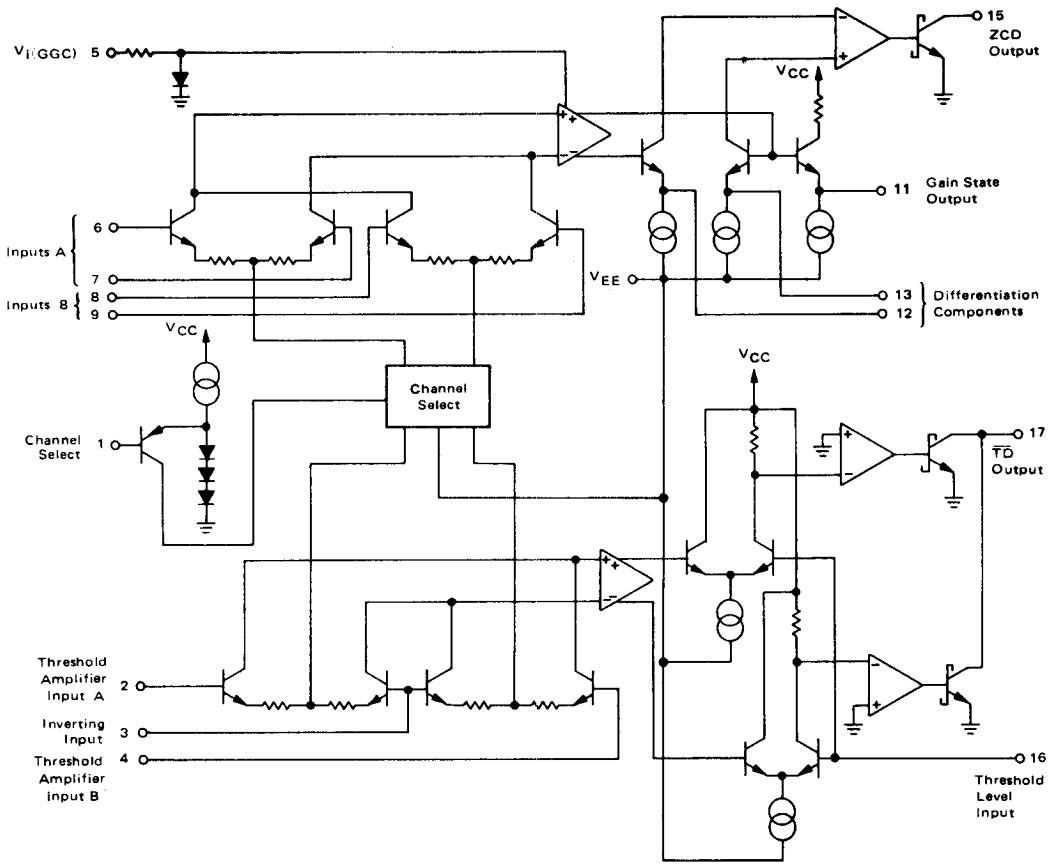 15
ZCD
Output
Vi(GGC) 5
VCC
− +
+ +
− −
11 Gain State
Output
6
Inputs A
7
8
Inputs B
9
VEE
13 Differentiation
12 Components
VCC
Channel
Select
VCC
Channel 1
Select
+
−
17
TD
Output
+ +
− −
Threshold
Amplifier
Input A 2
−
+
Inverting
Input 3
Threshold 4
Amplifier
Input B
16
Threshold
Level
Input